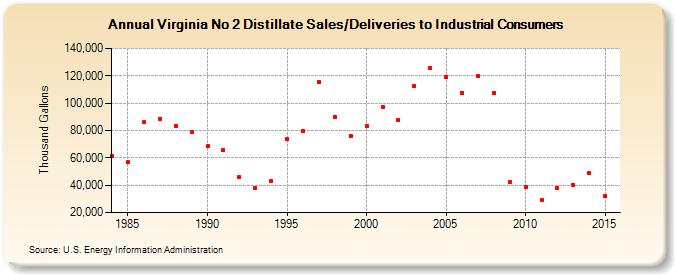 Annual Virginia No 2 Distillate Sales/Deliveries to Industrial Consumers
Thousand Gallons
140,000
120,000
100,000
80,000
60,000
40,000
20,000
1985 1990 1995 2000 2005 2010 2015
Source: U.S. Energy Information Administration